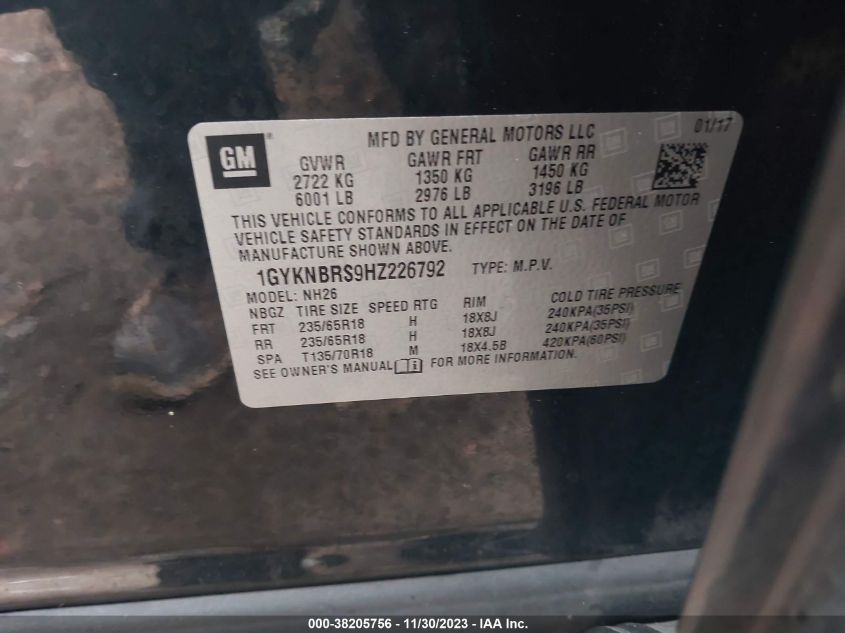 GM
MFD BY GENERAL MOTORS LLC 01/17
GVWR GAWR FRT GAWR RR
2722 KG 1350 KG 1450 KG
6001 LB 2976 LB 3196 LB
THIS VEHICLE CONFORMS TO ALL APPLICABLE U.S. FEDERAL MOTOR
VEHICLE SAFETY STANDARDS IN EFFECT ON THE DATE OF
MANUFACTURE SHOWN ABOVE.
1GYKNBRS9HZ226792 TYPE: M.P.V.
MODEL: NH26
NBGZ TIRE SIZE SPEED RTG RIM COLD TIRE PRESSURE
FRT 235/65R18 H 18X8J 240KPA(35PSI)
RR 235/65R18 H 18X8J 240KPA(35PSI)
SPA T135/70R18 M 18X4.5B 420KPA(60PSI)
SEE OWNER'S MANUAL FOR MORE INFORMATION.
000-38205756 - 11/30/2023 - IAA Inc.